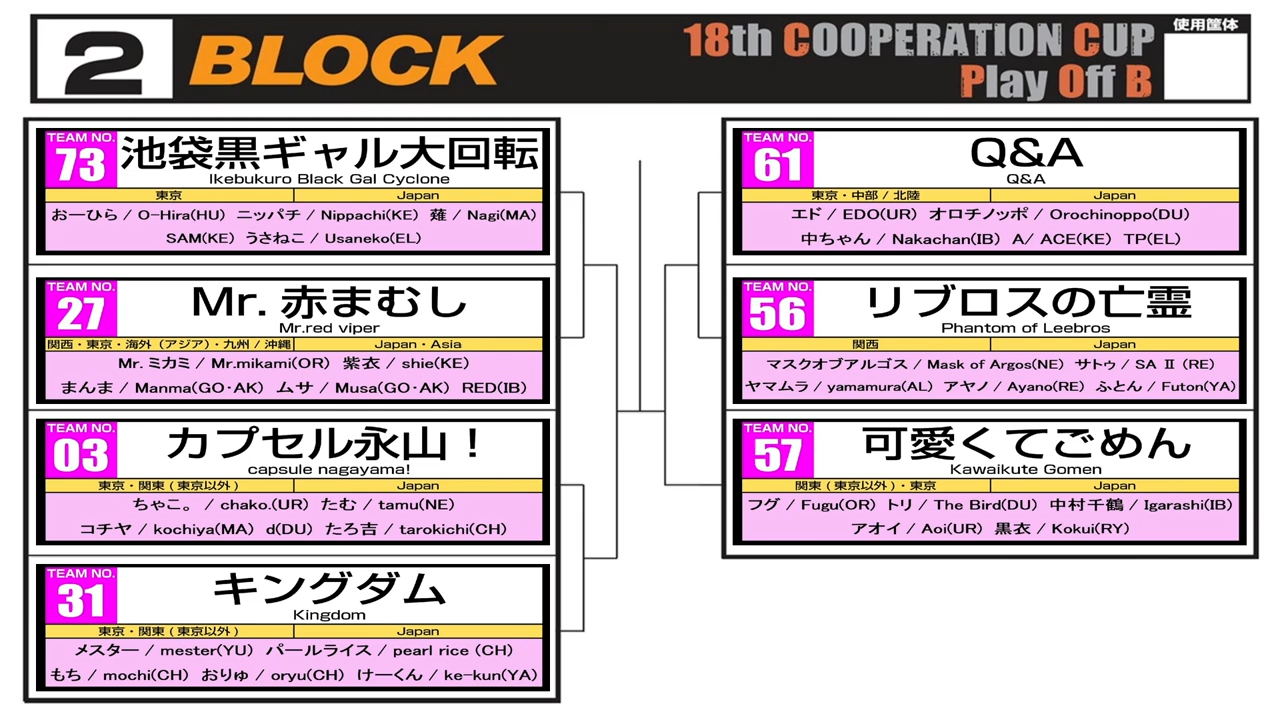 2 BLOCK
18th COOPERATION CUP
Play Off B
使用筐体
TEAM NO.
73
池袋黒ギャル大回転
Ikebukuro Black Gal Cyclone
東京 Japan
おーひら / O-Hira(HU) ニッパチ / Nippachi(KE) 薙 / Nagi(MA)
SAM(KE) うさねこ / Usaneko(EL)
TEAM NO.
27
Mr. 赤まむし
Mr.red viper
関西・東京・海外（アジア）・九州 / 沖縄 Japan・Asia
Mr. ミカミ / Mr.mikami(OR) 紫衣 / shie(KE)
まんま / Manma(GO・AK) ムサ / Musa(GO・AK) RED(IB)
TEAM NO.
03
カプセル永山！
capsule nagayama!
東京・関東 ( 東京以外 ) Japan
ちゃこ。 / chako.(UR) たむ / tamu(NE)
コチヤ / kochiya(MA) d(DU) たろ吉 / tarokichi(CH)
TEAM NO.
31
キングダム
Kingdom
東京・関東 ( 東京以外 ) Japan
メスター / mester(YU) パールライス / pearl rice (CH)
もち / mochi(CH) おりゅ / oryu(CH) けーくん / ke-kun(YA)
TEAM NO.
61
Q&A
Q&A
東京・中部 / 北陸 Japan
エド / EDO(UR) オロチノッポ / Orochinoppo(DU)
中ちゃん / Nakachan(IB) A/ ACE(KE) TP(EL)
TEAM NO.
56
リブロスの亡霊
Phantom of Leebros
関西 Japan
マスクオブアルゴス / Mask of Argos(NE) サトゥ / SA Ⅱ (RE)
ヤマムラ / yamamura(AL) アヤノ / Ayano(RE) ふとん / Futon(YA)
TEAM NO.
57
可愛くてごめん
Kawaikute Gomen
関東 ( 東京以外 )・東京 Japan
フグ / Fugu(OR) トリ / The Bird(DU) 中村千鶴 / Igarashi(IB)
アオイ / Aoi(UR) 黒衣 / Kokui(RY)